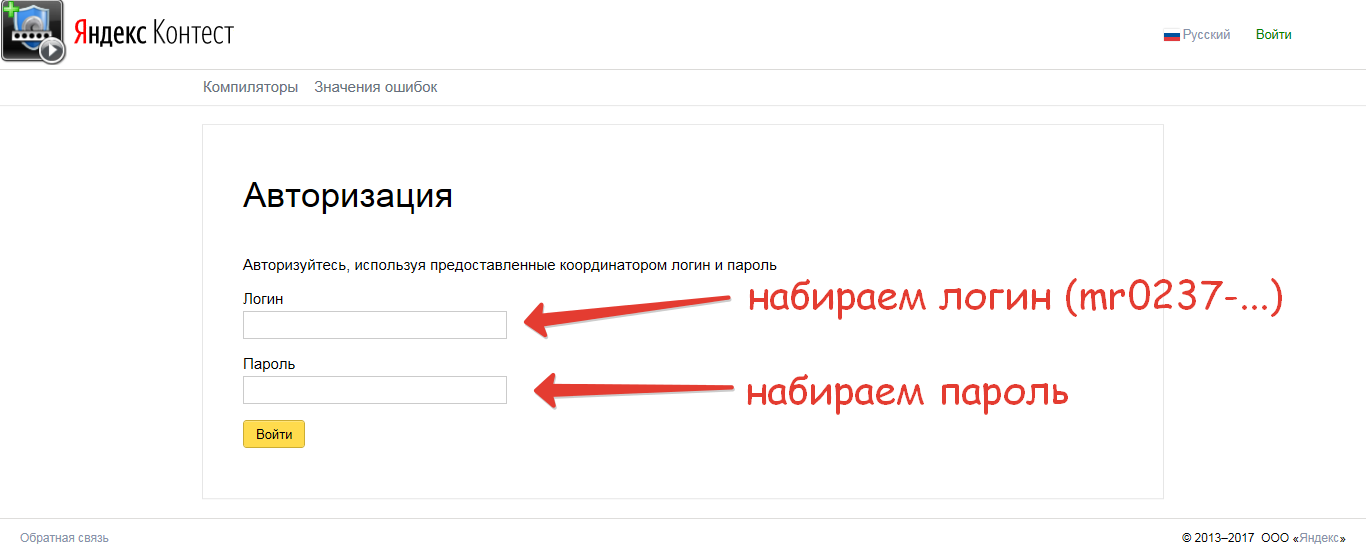 Яндекс Контест
Русский
Войти
Компиляторы
Значения ошибок
Авторизация
Авторизуйтесь, используя предоставленные координатором логин и пароль
Логин
набираем логин (mr0237-...)
Пароль
набираем пароль
Войти
Обратная связь
© 2013–2017 ООО «Яндекс»